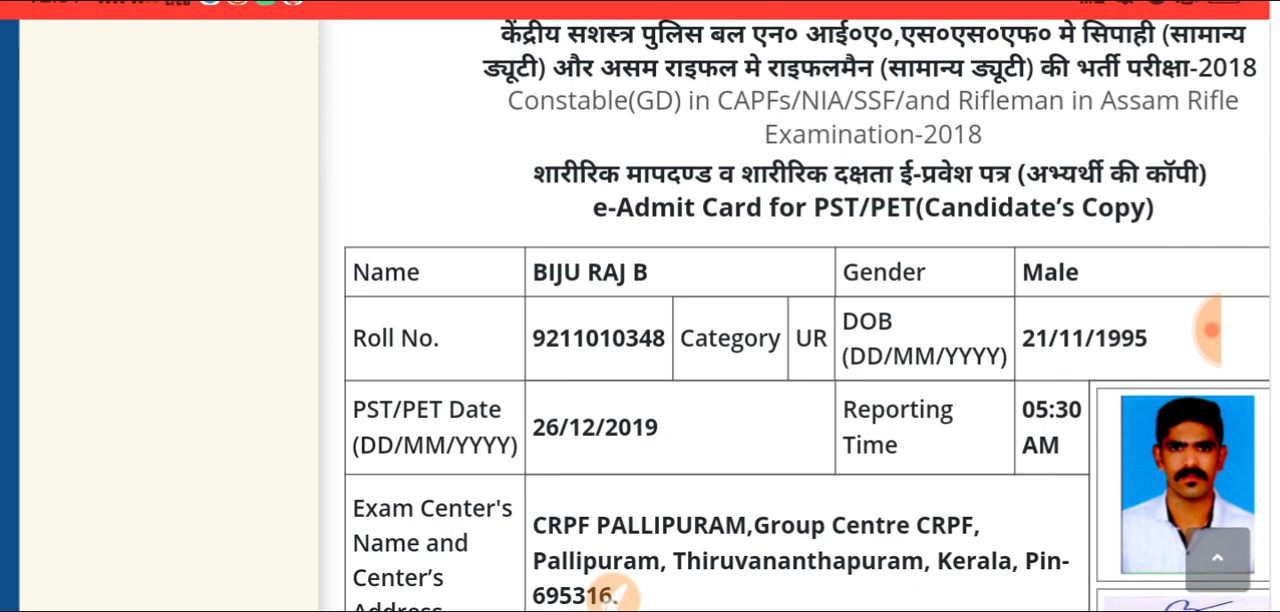 केंद्रीय सशस्त्र पुलिस बल एन० आई०ए०,एस०एस०एफ० मे सिपाही (सामान्य
ड्यूटी) और असम राइफल मे राइफलमैन (सामान्य ड्यूटी) की भर्ती परीक्षा-2018
Constable(GD) in CAPFs/NIA/SSF/and Rifleman in Assam Rifle
Examination-2018
शारीरिक मापदण्ड व शारीरिक दक्षता ई-प्रवेश पत्र (अभ्यर्थी की कॉपी)
e-Admit Card for PST/PET(Candidate's Copy)
Name BIJU RAJ B Gender Male
Roll No. 9211010348 Category UR DOB (DD/MM/YYYY) 21/11/1995
PST/PET Date (DD/MM/YYYY) 26/12/2019 Reporting Time 05:30 AM
Exam Center's
Name and
Center's
Address
CRPF PALLIPURAM,Group Centre CRPF,
Pallipuram, Thiruvananthapuram, Kerala, Pin-
695316.